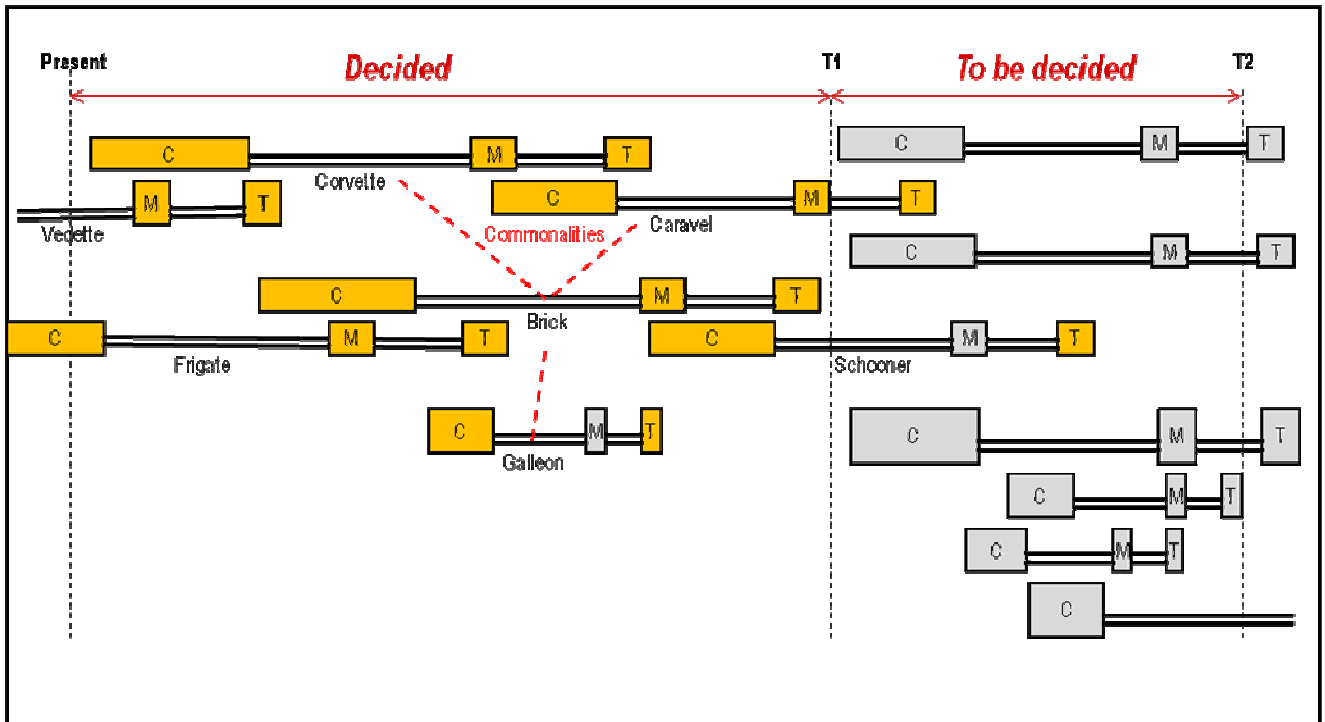 Present
Decided
T1
To be decided
T2
C M T
Corvette
C M T
C M T
Caravel
M T
Vedette
Commonalities
C M T
C M T
Brick
C M T
Frigate
C M T
Schooner
C M T
Galleon
C M T
C M T
C M T
C